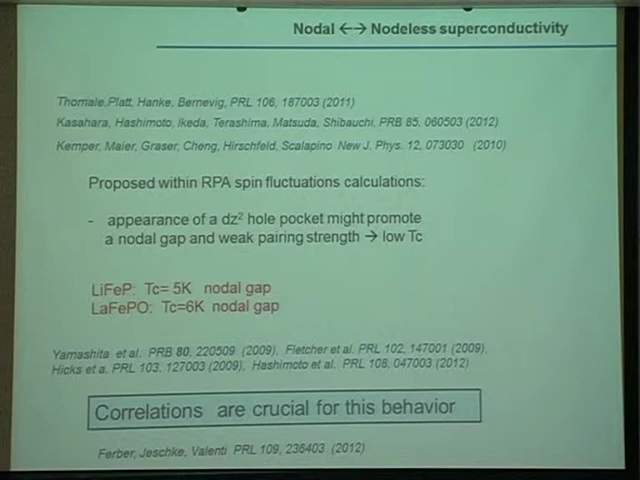 Nodal ←→ Nodeless superconductivity
Thomale,Platt, Hanke, Bernevig, PRL 106, 187003 (2011)
Kasahara, Hashimoto, Ikeda, Terashima, Matsuda, Shibauchi, PRB 85, 060503 (2012)
Kemper, Maier, Graser, Cheng, Hirschfeld, Scalapino New J. Phys. 12, 073030 (2010)
Proposed within RPA spin fluctuations calculations:
- appearance of a dz² hole pocket might promote
a nodal gap and weak pairing strength → low Tc
LiFeP: Tc= 5K nodal gap
LaFePO: Tc=6K nodal gap
Yamashita et al. PRB 80, 220509 (2009), Fletcher et al. PRL 102, 147001 (2009),
Hicks et a. PRL 103, 127003 (2009), Hashimoto et al. PRL 108, 047003 (2012)
Correlations are crucial for this behavior
Ferber, Jeschke, Valenti PRL 109, 236403 (2012)